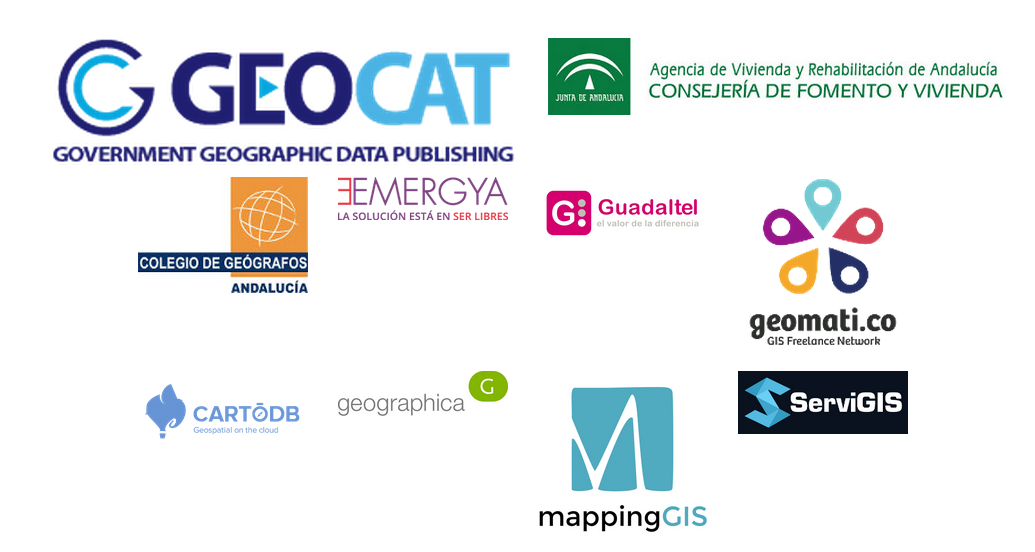 GEOCAT
GOVERNMENT GEOGRAPHIC DATA PUBLISHING
JUNTA DE ANDALUCIA
Agencia de Vivienda y Rehabilitación de Andalucía
CONSEJERÍA DE FOMENTO Y VIVIENDA
COLEGIO DE GEÓGRAFOS
ANDALUCÍA
EMERGYA
LA SOLUCIÓN ESTÁ EN SER LIBRES
G
Guadaltel
el valor de la diferencia
geomati.co
GIS Freelance Network
CARTODB
Geospatial on the cloud
geographica
G
mappingGIS
ServiGIS